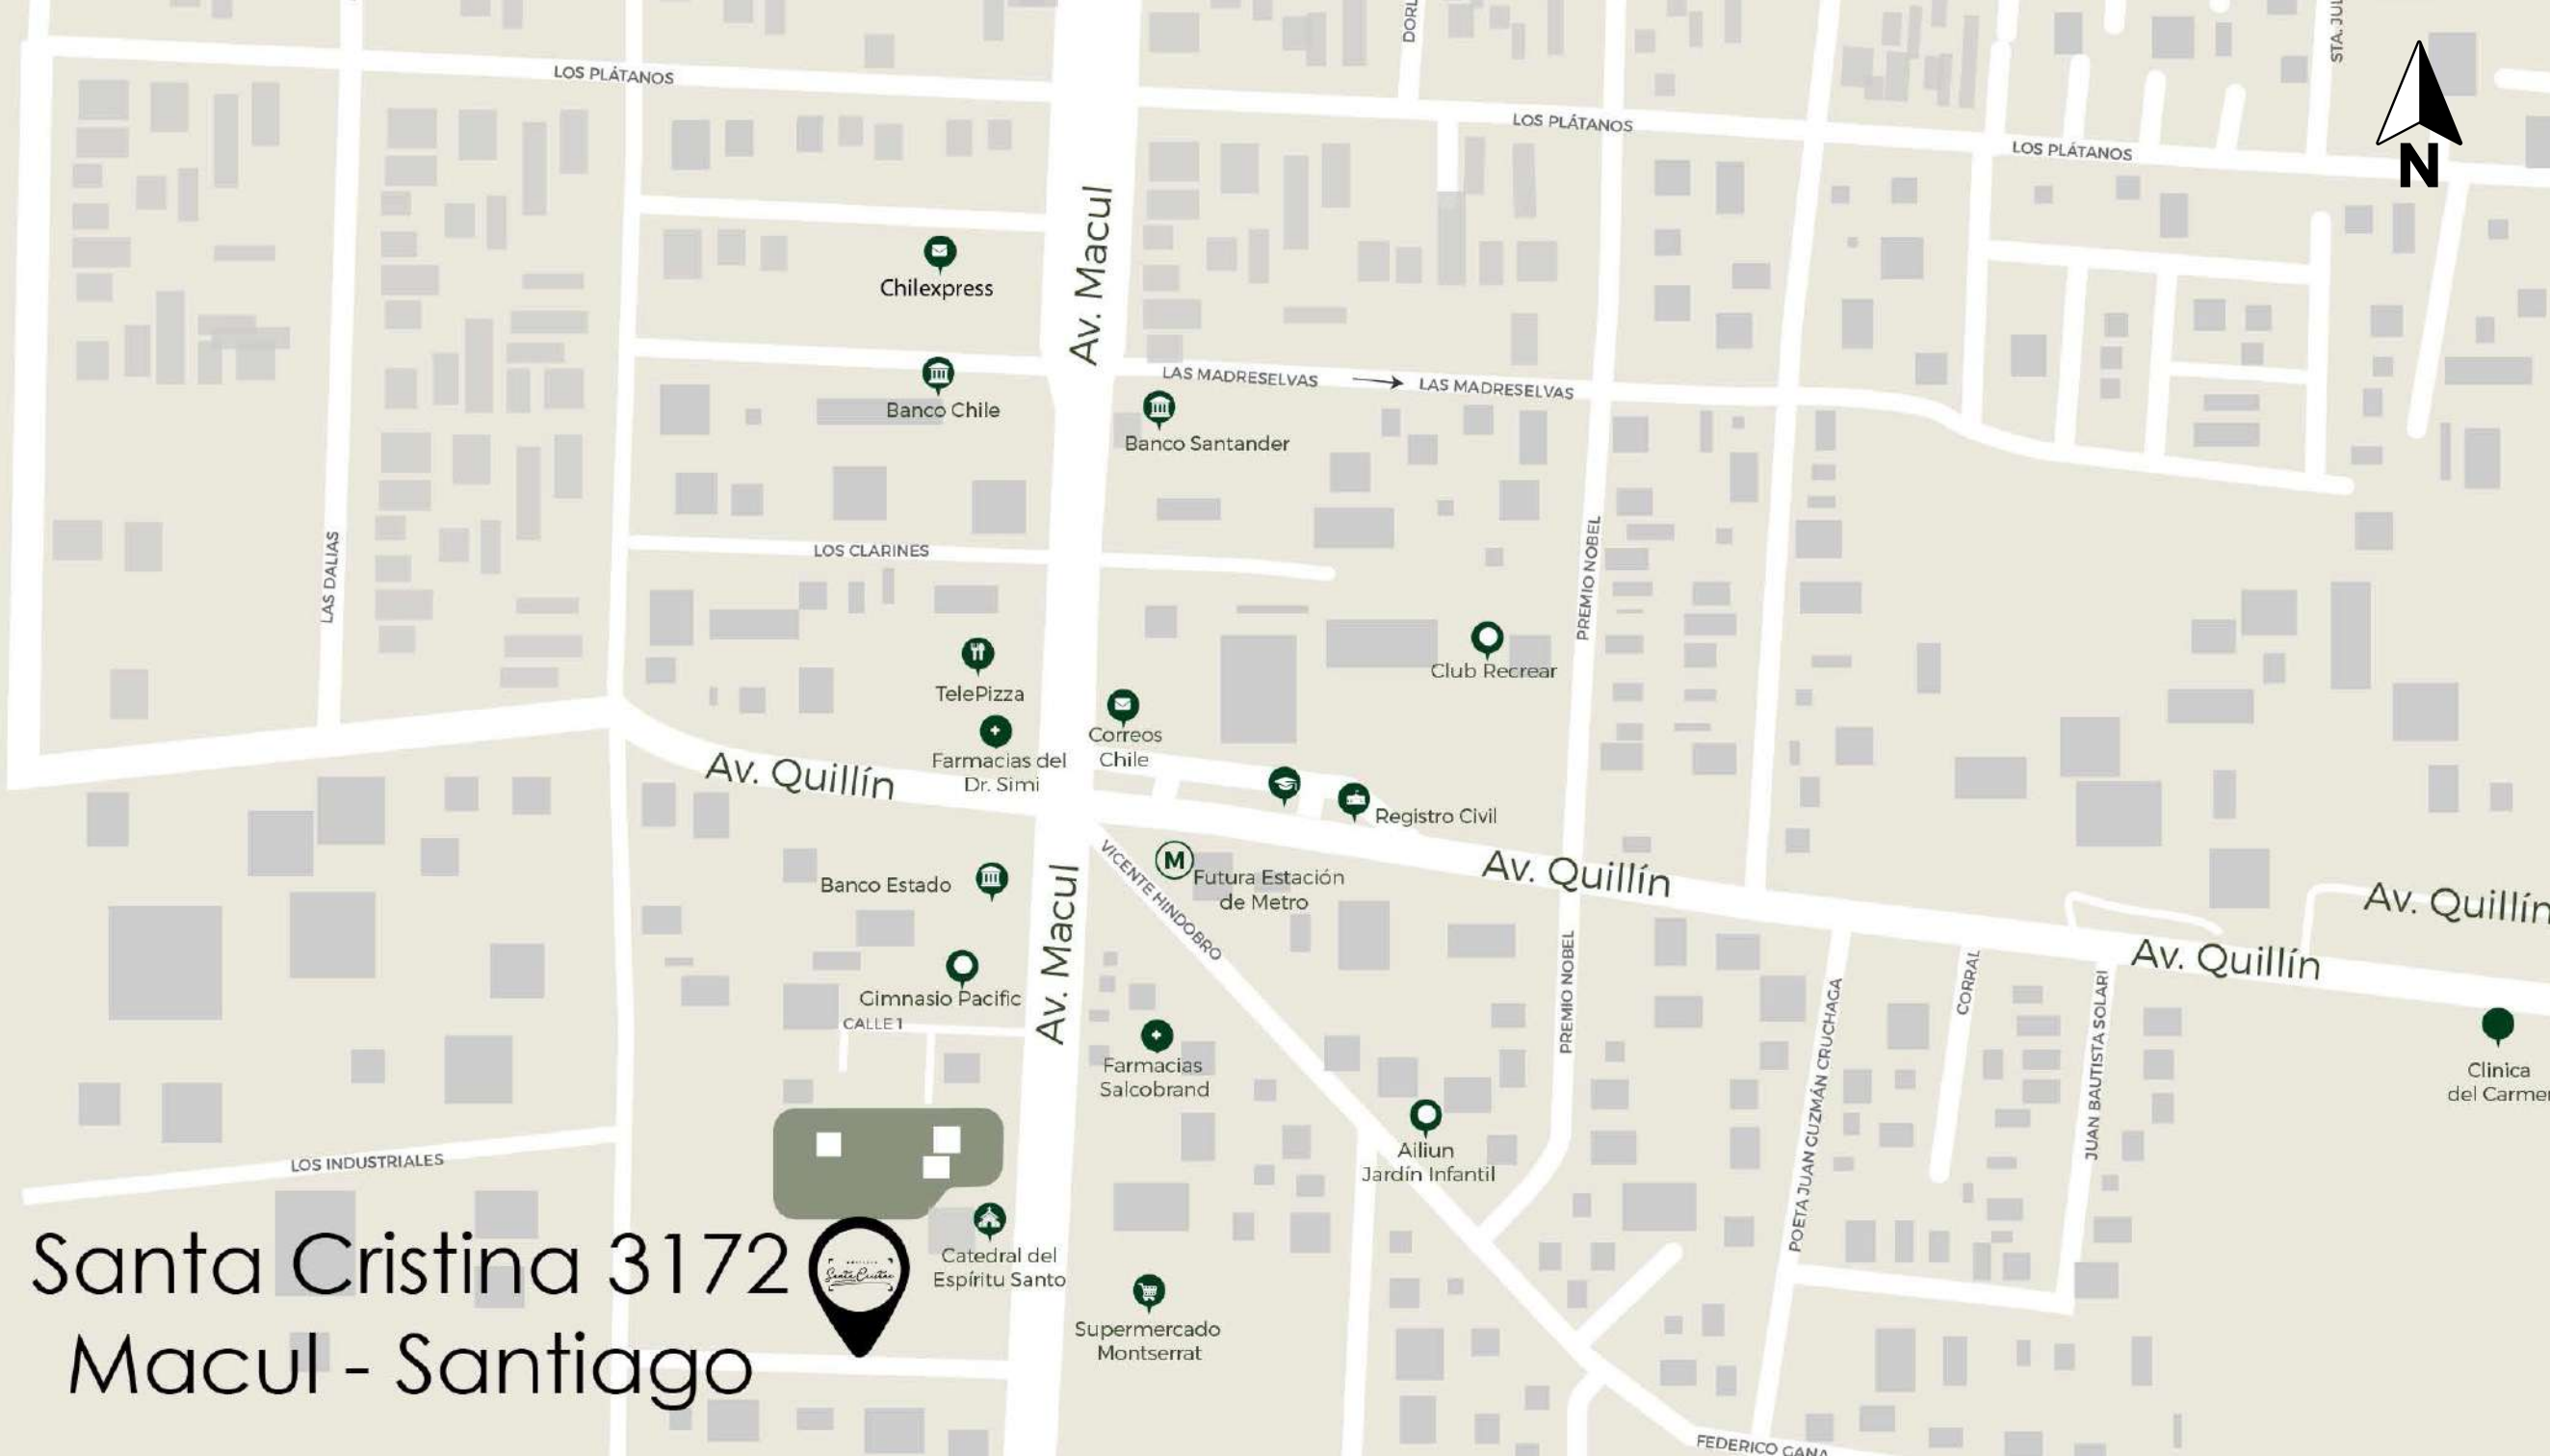 DORL
STA. JUL
N
LOS PLÁTANOS
LOS PLÁTANOS
LOS PLÁTANOS
Av. Macul
Chilexpress
Banco Chile
LAS MADRESELVAS
LAS MADRESELVAS
Banco Santander
LAS DALIAS
LOS CLARINES
PREMIO NOBEL
TelePizza
Club Recrear
Farmacias del
Dr. Simi
Correos
Chile
Av. Quillín
Registro Civil
Banco Estado
M
Futura Estación
de Metro
VICENTE HINDOBRO
Av. Quillín
Av. Quillín
Av. Quillín
Av. Macul
Gimnasio Pacific
CALLE 1
PREMIO NOBEL
POETA JUAN GUZMÁN CRUCHAGA
CORRAL
JUAN BAUTISTA SOLARI
Farmacias
Salcobrand
Clinica
del Carme
Ailiun
Jardín Infantil
LOS INDUSTRIALES
Santa Cristina 3172
Macul - Santiago
Santa Cristina
Catedral del
Espíritu Santo
Supermercado
Montserrat
FEDERICO GANA